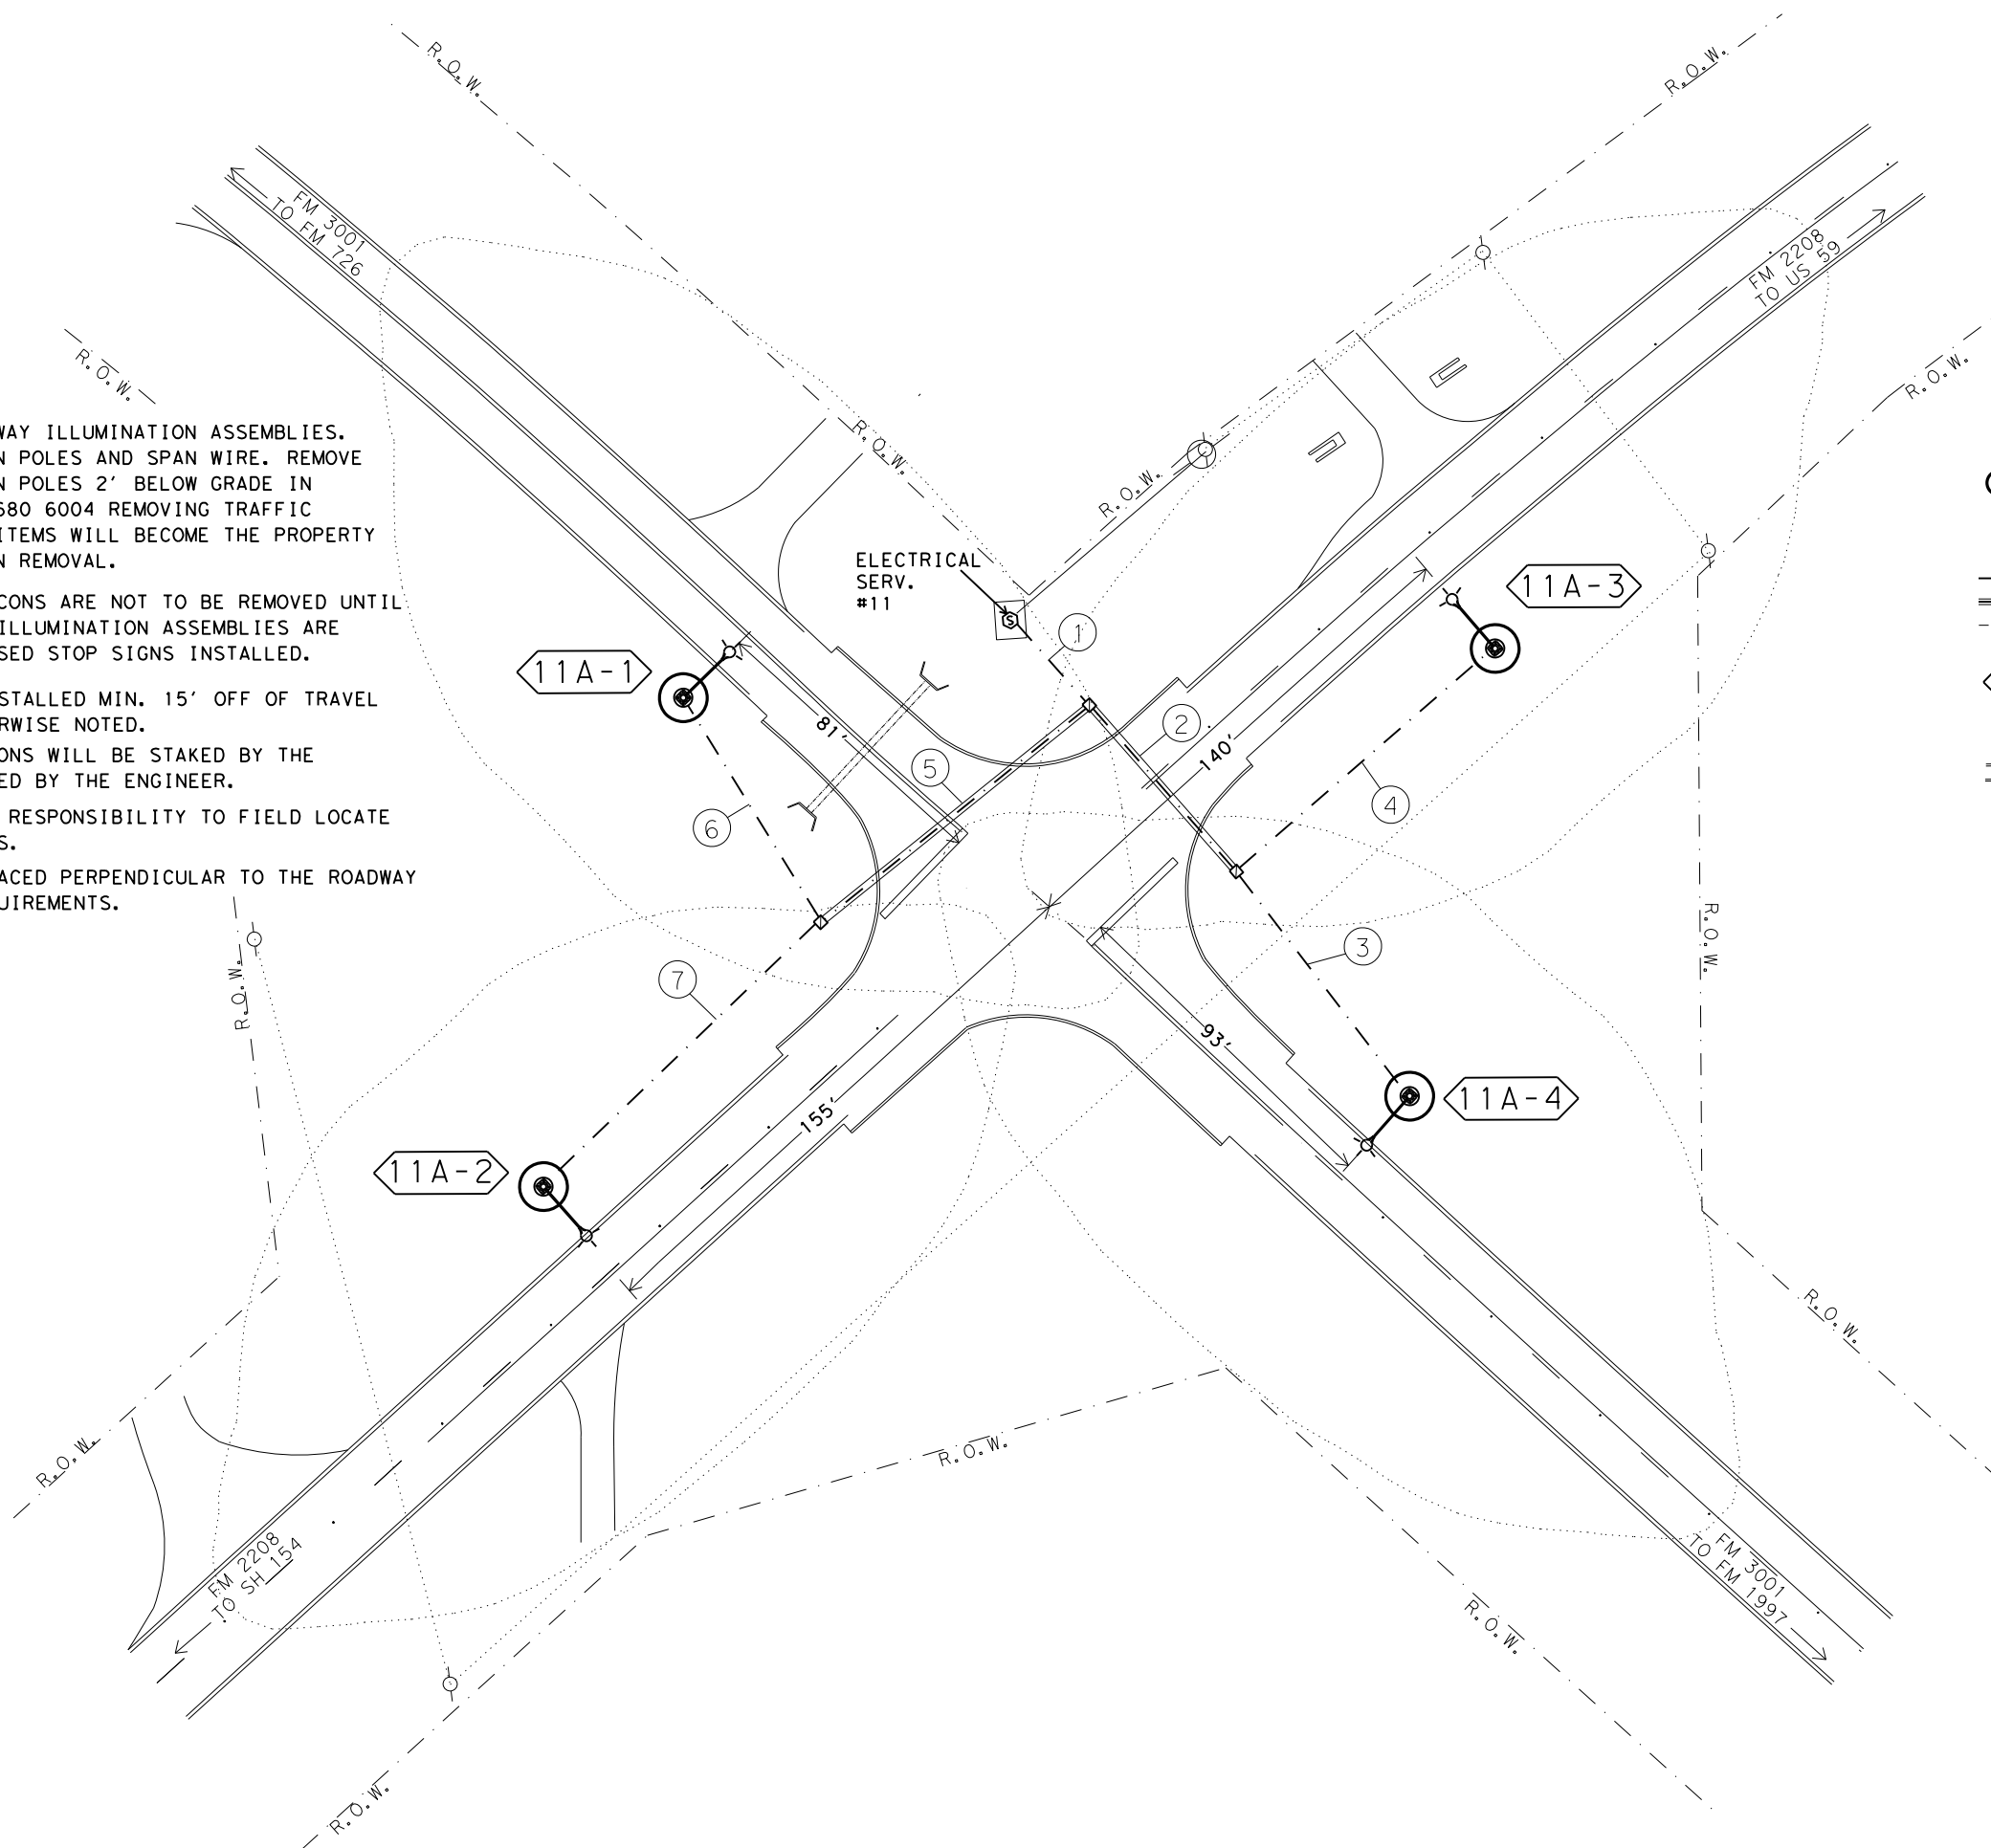 R.O.W.
R.O.W.
FM 3001
TO FM 726
FM 2208
TO US 59
R.O.W.
R.O.W.
WAY ILLUMINATION ASSEMBLIES.
N POLES AND SPAN WIRE. REMOVE
N POLES 2' BELOW GRADE IN
680 6004 REMOVING TRAFFIC
ITEMS WILL BECOME THE PROPERTY
N REMOVAL.
CONS ARE NOT TO BE REMOVED UNTIL
ILLUMINATION ASSEMBLIES ARE
SED STOP SIGNS INSTALLED.
STALLED MIN. 15' OFF OF TRAVEL
RWISE NOTED.
ONS WILL BE STAKED BY THE
ED BY THE ENGINEER.
RESPONSIBILITY TO FIELD LOCATE
S.
ACED PERPENDICULAR TO THE ROADWAY
UIREMENTS.
R.O.W.
R.O.W.
ELECTRICAL
SERV.
#11
S
1
11A-3
11A-1
81'
2
140'
5
4
6
R.O.W.
3
7
R.O.W.
93'
155'
11A-4
11A-2
R.O.W.
R.O.W.
R.O.W.
FM 2208
TO SH 154
FM 3001
TO FM 1997
R.O.W.
R.O.W.